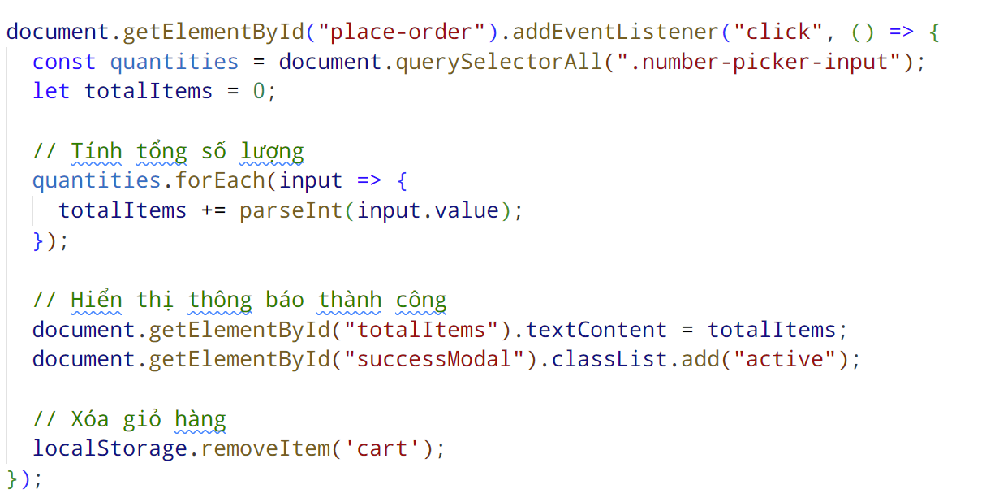 document.getElementById("place-order").addEventListener("click", () => {
  const quantities = document.querySelectorAll(".number-picker-input");
  let totalItems = 0;

  // Tính tổng số lượng
  quantities.forEach(input => {
    totalItems += parseInt(input.value);
  });

  // Hiển thị thông báo thành công
  document.getElementById("totalItems").textContent = totalItems;
  document.getElementById("successModal").classList.add("active");

  // Xóa giỏ hàng
  localStorage.removeItem('cart');
});